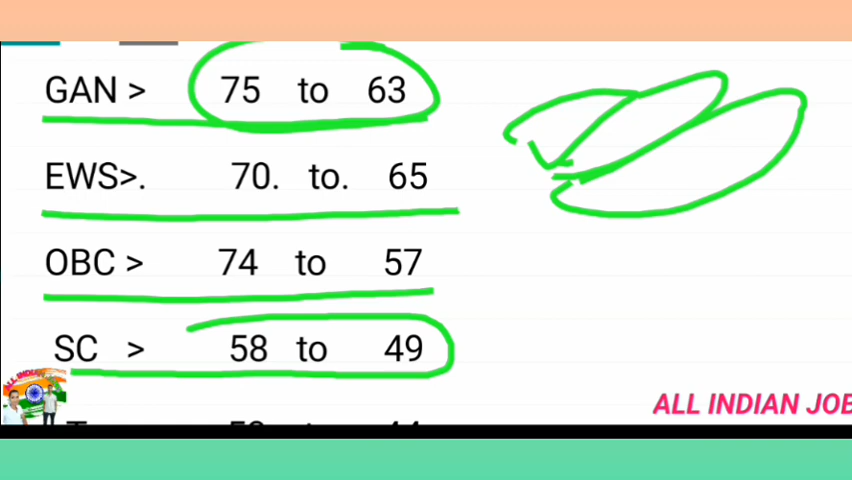 GAN > 75 to 63
EWS>. 70. to. 65
OBC > 74 to 57
SC > 58 to 49
ALL INDIAN JOB